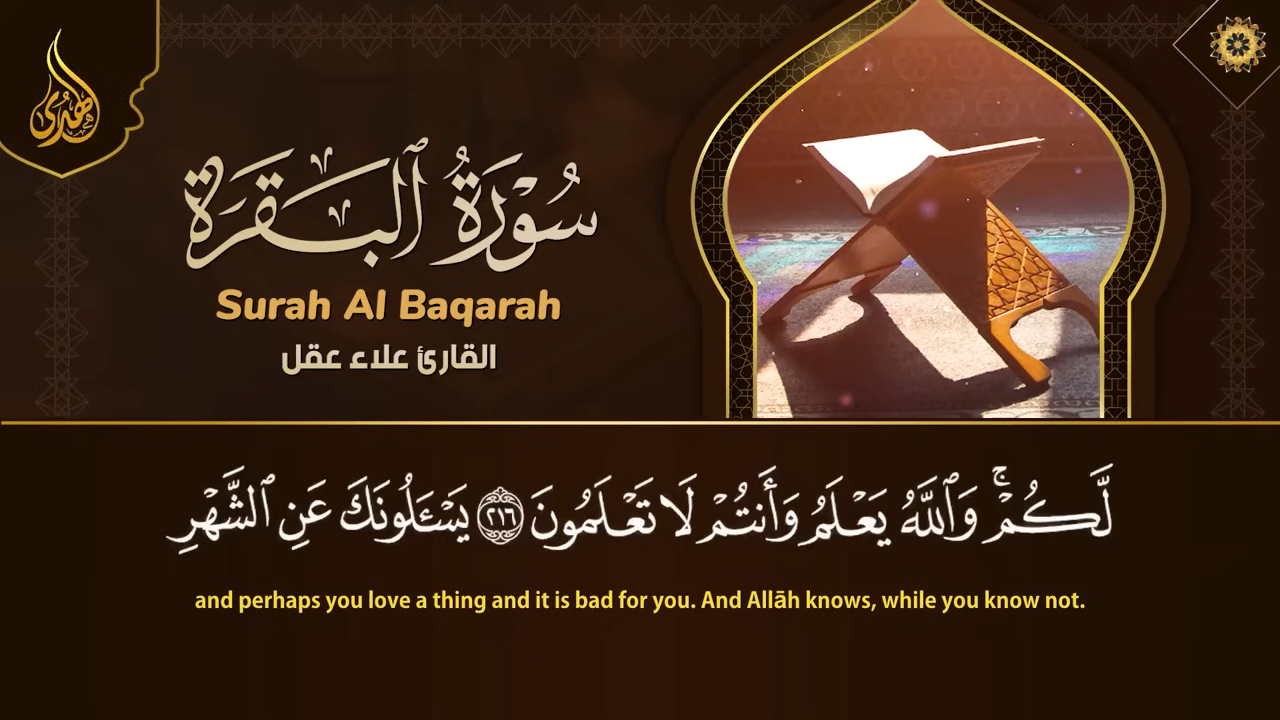 الهدى
سُورَةُ ٱلْبَقَرَة
Surah Al Baqarah
القارئ علاء عقل
لَّكُمْۚ وَٱللَّهُ يَعْلَمُ وَأَنتُمْ لَا تَعْلَمُونَ ٢١٦ يَسْـَٔلُونَكَ عَنِ ٱلشَّهْرِ
and perhaps you love a thing and it is bad for you. And Allāh knows, while you know not.